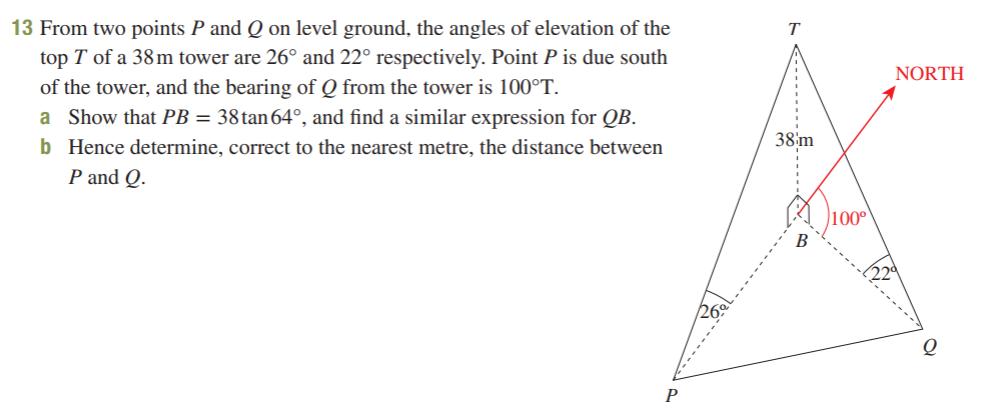 13 From two points P and Q on level ground, the angles of elevation of the
top T of a 38 m tower are 26° and 22° respectively. Point P is due south
of the tower, and the bearing of Q from the tower is 100°T.
a Show that PB = 38 tan 64°, and find a similar expression for QB.
b Hence determine, correct to the nearest metre, the distance between
P and Q.
T
NORTH
38 m
100°
B
22°
26°
Q
P